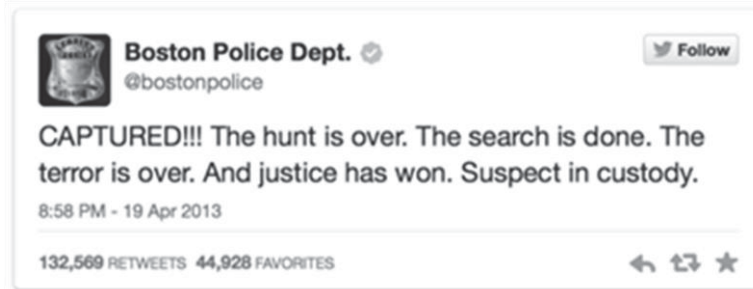 Boston Police Dept.
Follow
@bostonpolice
CAPTURED!!! The hunt is over. The search is done. The
terror is over. And justice has won. Suspect in custody.
8:58 PM - 19 Apr 2013
132,569 RETWEETS 44,928 FAVORITES